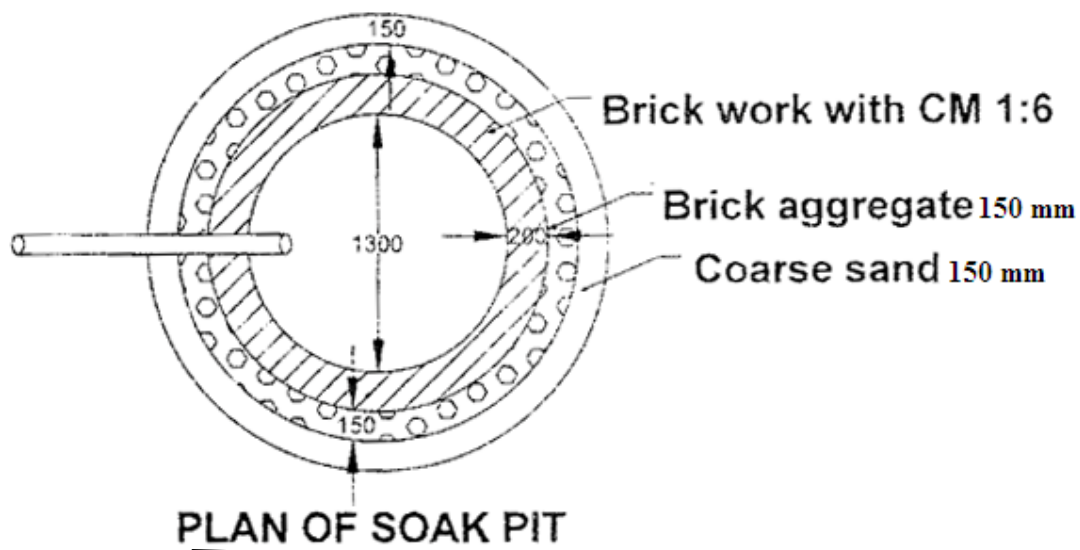 150
Brick work with CM 1:6
Brick aggregate 150 mm
200
1300
Coarse sand 150 mm
150
PLAN OF SOAK PIT